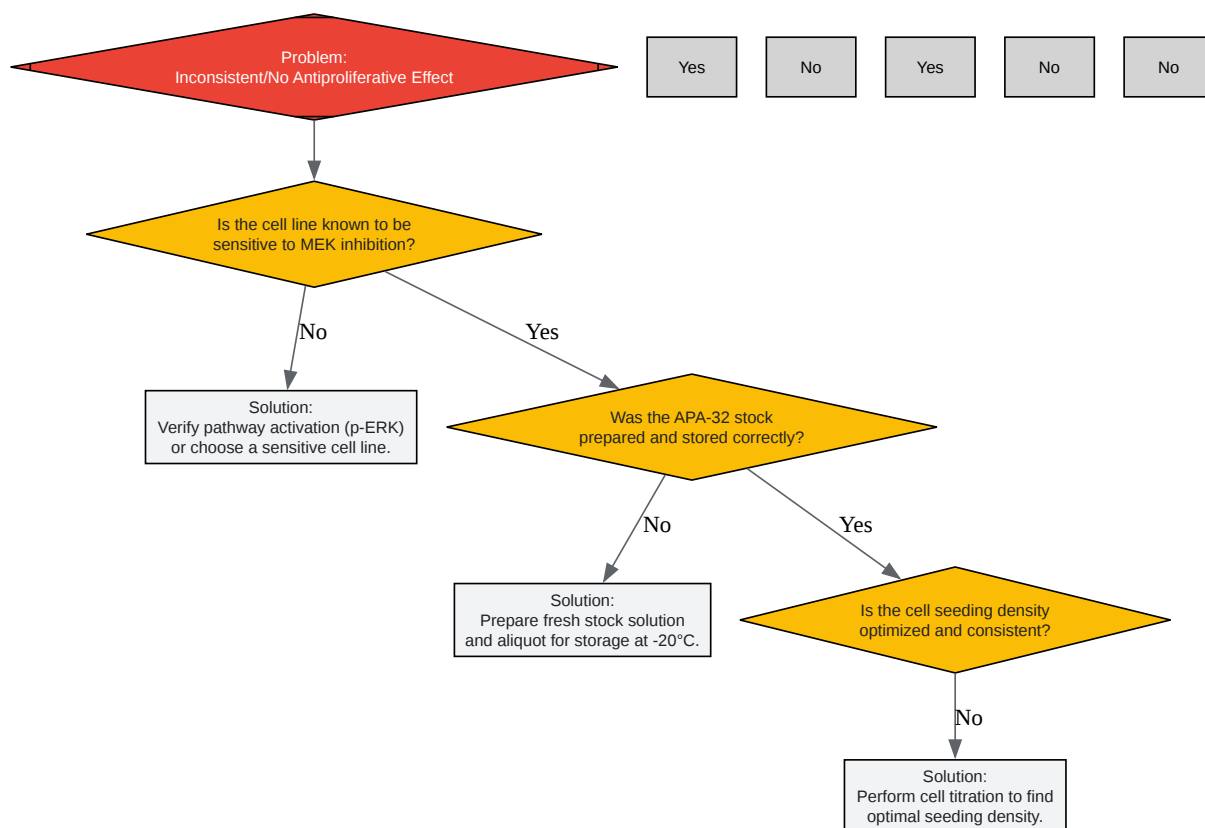 Problem:
Inconsistent/No Antiproliferative Effect
Yes
No
Yes
No
No
Is the cell line known to be
sensitive to MEK inhibition?
No
Yes
Solution:
Verify pathway activation (p-ERK)
or choose a sensitive cell line.
Was the APA-32 stock
prepared and stored correctly?
No
Yes
Solution:
Prepare fresh stock solution
and aliquot for storage at -20°C.
Is the cell seeding density
optimized and consistent?
No
Solution:
Perform cell titration to find
optimal seeding density.